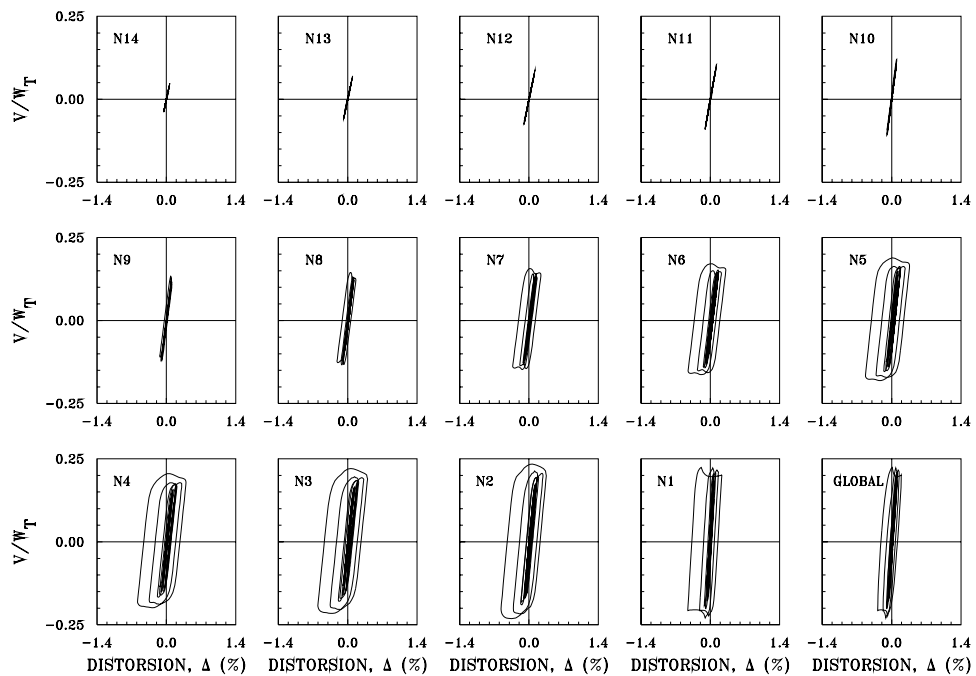 0.25 N14 N13 N12 N11 N10
V/W_T 0.00
−0.25
−1.4 0.0 1.4 −1.4 0.0 1.4 −1.4 0.0 1.4 −1.4 0.0 1.4 −1.4 0.0 1.4
0.25 N9 N8 N7 N6 N5
V/W_T 0.00
−0.25
−1.4 0.0 1.4 −1.4 0.0 1.4 −1.4 0.0 1.4 −1.4 0.0 1.4 −1.4 0.0 1.4
0.25 N4 N3 N2 N1 GLOBAL
V/W_T 0.00
−0.25
−1.4 0.0 1.4 −1.4 0.0 1.4 −1.4 0.0 1.4 −1.4 0.0 1.4 −1.4 0.0 1.4
DISTORSION, Δ (%) DISTORSION, Δ (%) DISTORSION, Δ (%) DISTORSION, Δ (%) DISTORSION, Δ (%)